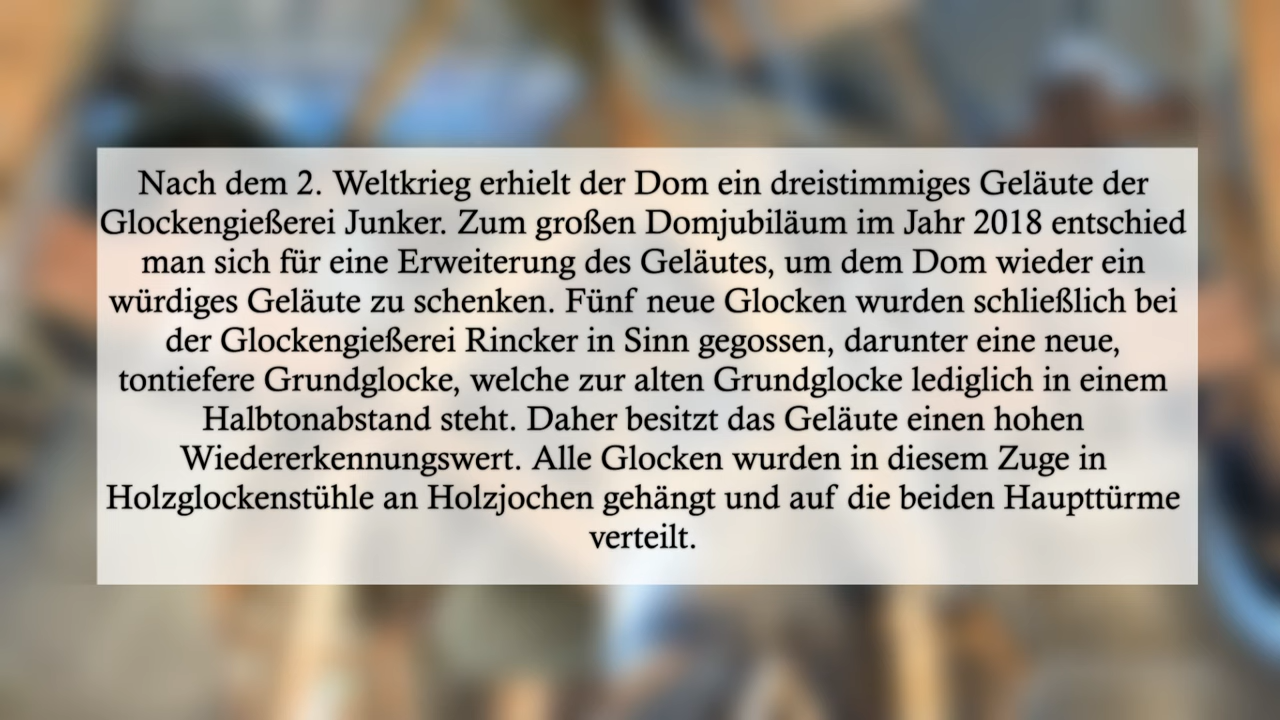 Nach dem 2. Weltkrieg erhielt der Dom ein dreistimmiges Geläute der
Glockengießerei Junker. Zum großen Domjubiläum im Jahr 2018 entschied
man sich für eine Erweiterung des Geläutes, um dem Dom wieder ein
würdiges Geläute zu schenken. Fünf neue Glocken wurden schließlich bei
der Glockengießerei Rincker in Sinn gegossen, darunter eine neue,
tontiefere Grundglocke, welche zur alten Grundglocke lediglich in einem
Halbtonabstand steht. Daher besitzt das Geläute einen hohen
Wiedererkennungswert. Alle Glocken wurden in diesem Zuge in
Holzglockenstühle an Holzjochen gehängt und auf die beiden Haupttürme
verteilt.